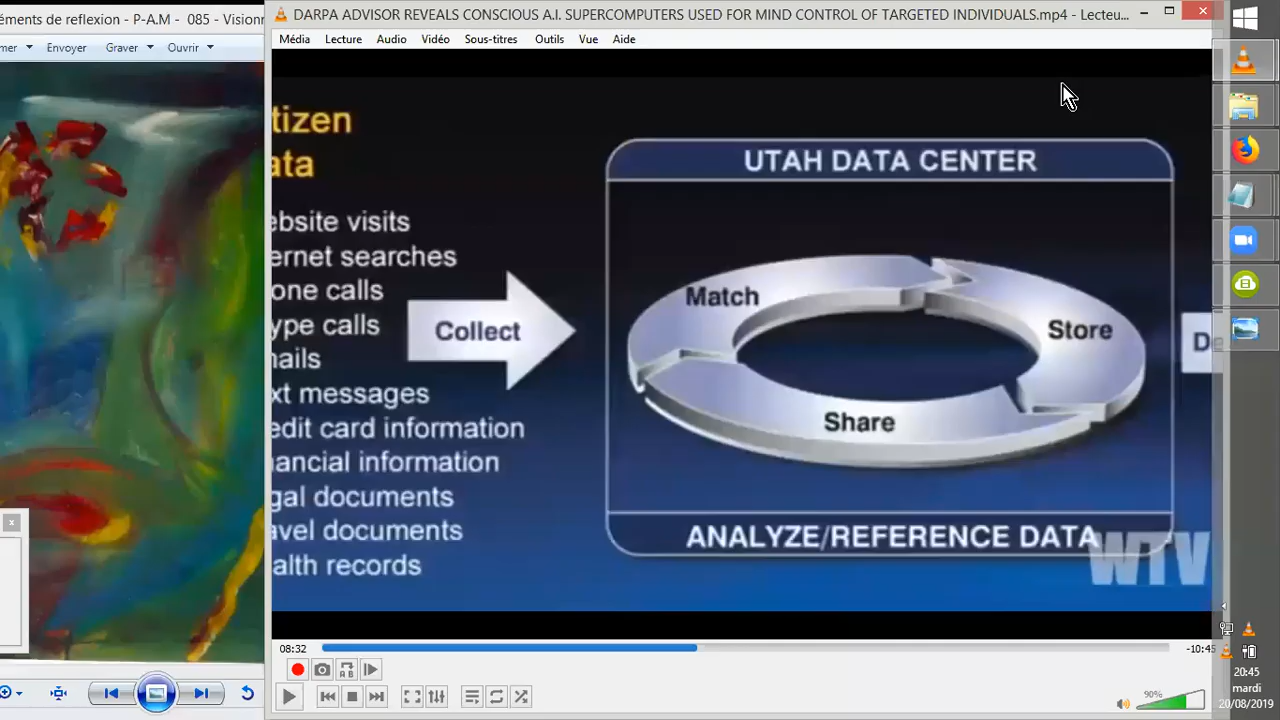 éments de reflexion - P-A-M - 085 - Visionn
mer Envoyer Graver Ouvrir
DARPA ADVISOR REVEALS CONSCIOUS A.I. SUPERCOMPUTERS USED FOR MIND CONTROL OF TARGETED INDIVIDUALS.mp4 - Lecteu...
Média Lecture Audio Vidéo Sous-titres Outils Vue Aide
tizen
ata
ebsite visits
ernet searches
one calls
ype calls
nails
xt messages
edit card information
nancial information
gal documents
avel documents
alth records
Collect
UTAH DATA CENTER
Match
Store
Share
ANALYZE/REFERENCE DATA
De
WTV
08:32
-10:45
90%
20:45
mardi
20/08/2019